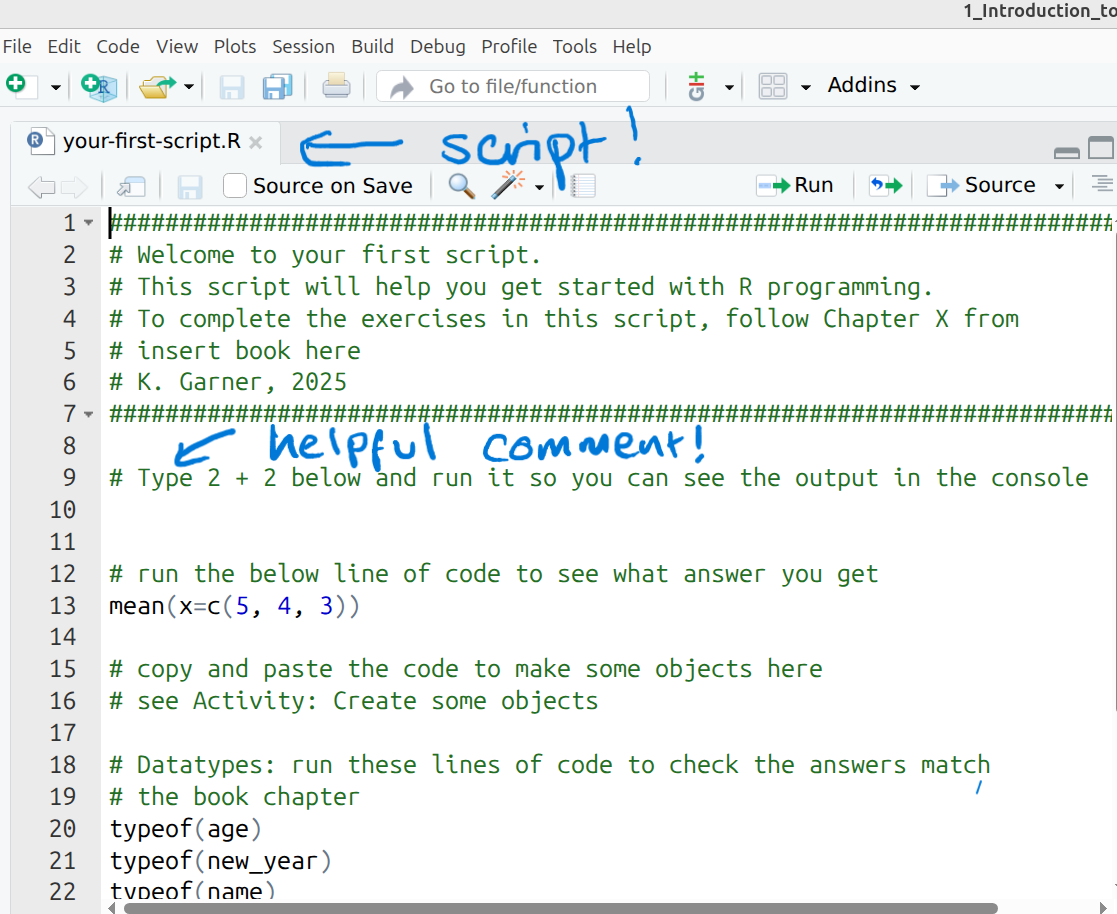 1_Introduction_to
File Edit Code View Plots Session Build Debug Profile Tools Help
Go to file/function Git Addins
your-first-script.R script!
Source on Save Run Source
1 ########################################################################
2 # Welcome to your first script.
3 # This script will help you get started with R programming.
4 # To complete the exercises in this script, follow Chapter X from
5 # insert book here
6 # K. Garner, 2025
7 ########################################################################
8 helpful comment!
9 # Type 2 + 2 below and run it so you can see the output in the console
10
11
12 # run the below line of code to see what answer you get
13 mean(x=c(5, 4, 3))
14
15 # copy and paste the code to make some objects here
16 # see Activity: Create some objects
17
18 # Datatypes: run these lines of code to check the answers match
19 # the book chapter
20 typeof(age)
21 typeof(new_year)
22 typeof(name)